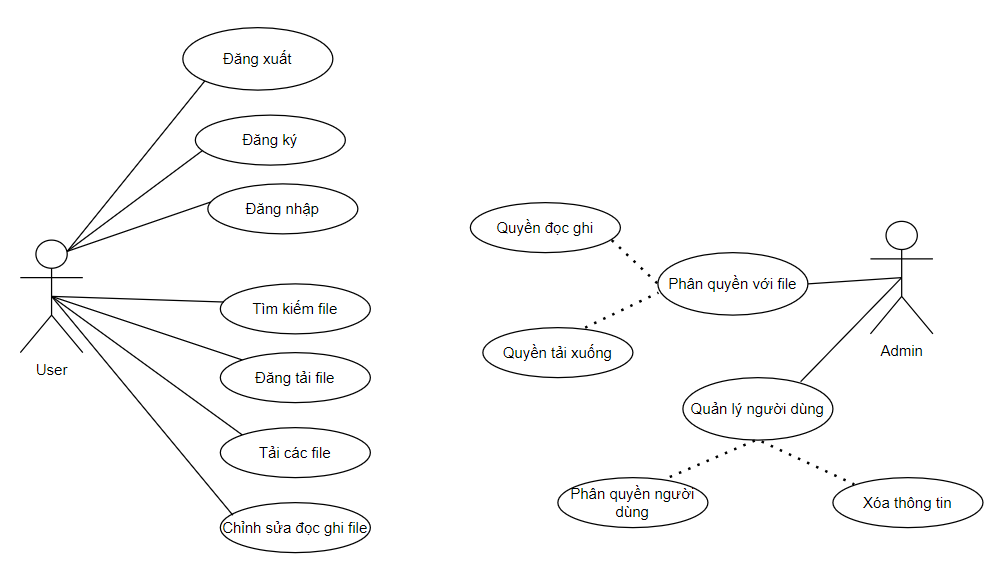 Đăng xuất
Đăng ký
Đăng nhập
Tìm kiếm file
Đăng tải file
Tải các file
Chỉnh sửa đọc ghi file
User
Quyền đọc ghi
Phân quyền với file
Quyền tải xuống
Admin
Quản lý người dùng
Phân quyền người
dùng
Xóa thông tin